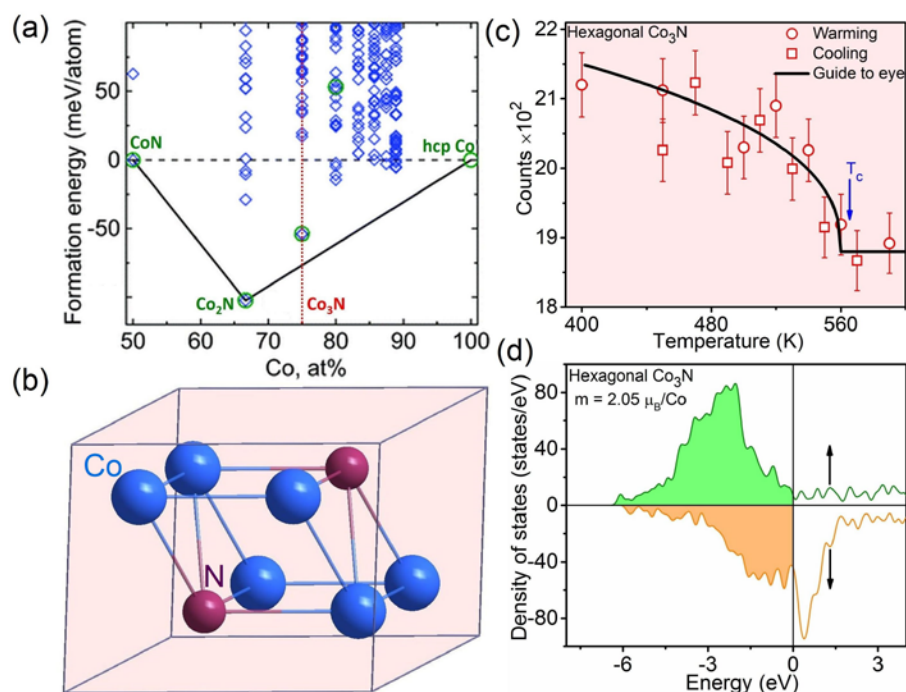 (a)
Formation energy (meV/atom)
50
0
-50
CoN
hcp Co
Co2N
Co3N
50 60 70 80 90 100
Co, at%
(b)
Co
N
(c)
Hexagonal Co3N
Warming
Cooling
Guide to eye
Counts ×10^2
22
21
20
19
18
Tc
400 480 560
Temperature (K)
(d)
Hexagonal Co3N
m = 2.05 μB/Co
Density of states (states/eV)
80
40
0
-40
-80
-6 -3 0 3
Energy (eV)